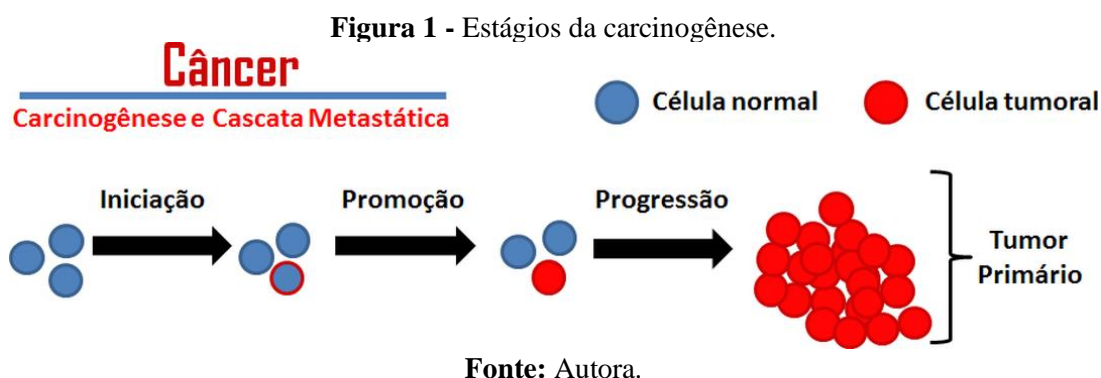 Figura 1 - Estágios da carcinogênese.
Câncer
Carcinogênese e Cascata Metastática
Célula normal
Célula tumoral
Iniciação
Promoção
Progressão
Tumor
Primário
Fonte: Autora.